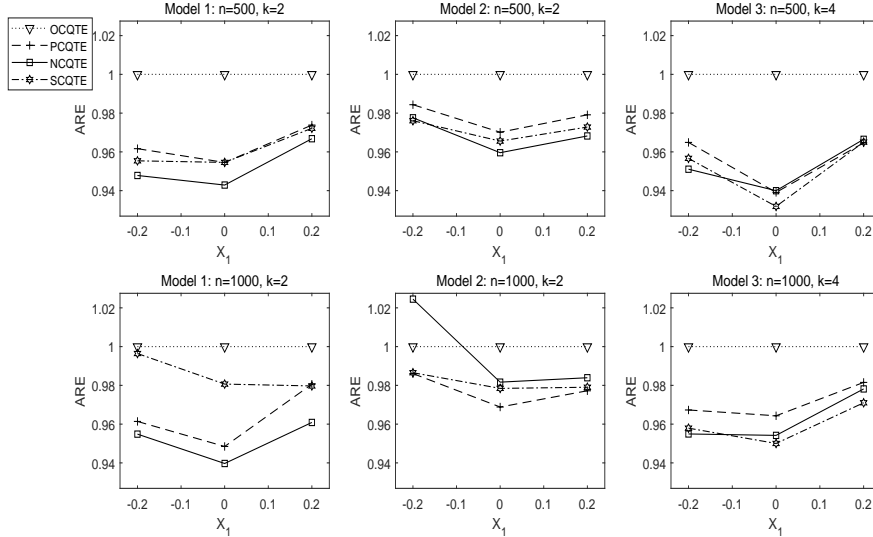 Model 1: n=500, k=2
Model 2: n=500, k=2
Model 3: n=500, k=4
OCQTE
PCQTE
NCQTE
SCQTE
1.02
1
0.98
0.96
0.94
ARE
-0.2
-0.1
0
0.1
0.2
X_1
1.02
1
0.98
0.96
0.94
ARE
-0.2
-0.1
0
0.1
0.2
X_1
1.02
1
0.98
0.96
0.94
ARE
-0.2
-0.1
0
0.1
0.2
X_1
Model 1: n=1000, k=2
Model 2: n=1000, k=2
Model 3: n=1000, k=4
1.02
1
0.98
0.96
0.94
ARE
-0.2
-0.1
0
0.1
0.2
X_1
1.02
1
0.98
0.96
0.94
ARE
-0.2
-0.1
0
0.1
0.2
X_1
1.02
1
0.98
0.96
0.94
ARE
-0.2
-0.1
0
0.1
0.2
X_1